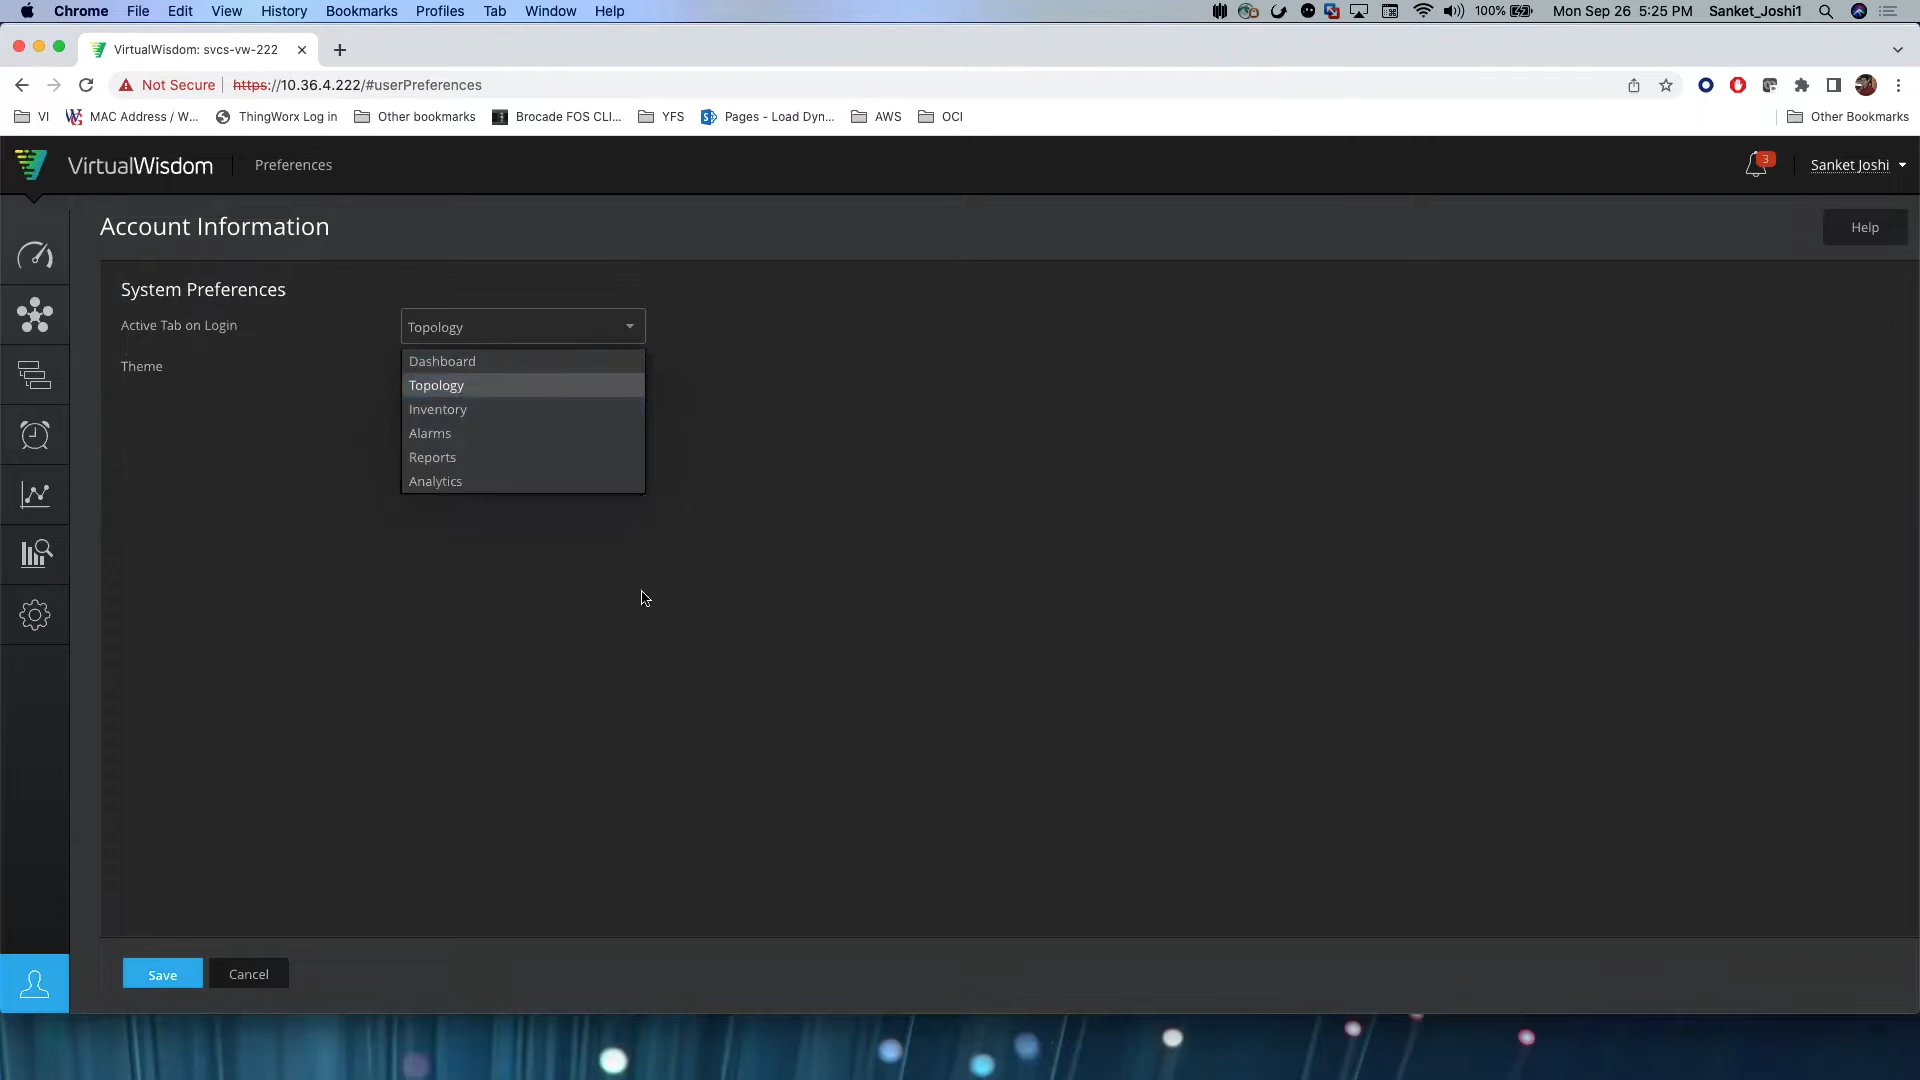 Chrome File Edit View History Bookmarks Profiles Tab Window Help 100% Mon Sep 26 5:25 PM Sanket_Joshi1
VirtualWisdom: svcs-vw-222
Not Secure https://10.36.4.222/#userPreferences
VI MAC Address / W... ThingWorx Log in Other bookmarks Brocade FOS CLI... YFS Pages - Load Dyn... AWS OCI Other Bookmarks
VirtualWisdom Preferences 3 Sanket Joshi
Account Information Help
System Preferences
Active Tab on Login Topology
Theme
Dashboard
Topology
Inventory
Alarms
Reports
Analytics
Save Cancel